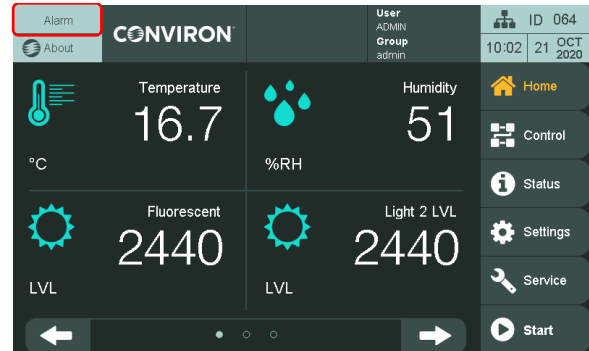 Alarm
About
CONVIRON
User
ADMIN
Group
admin
ID 064
10:02 21 OCT 2020
Temperature
16.7
°C
Humidity
51
%RH
Fluorescent
2440
LVL
Light 2 LVL
2440
LVL
Home
Control
Status
Settings
Service
Start